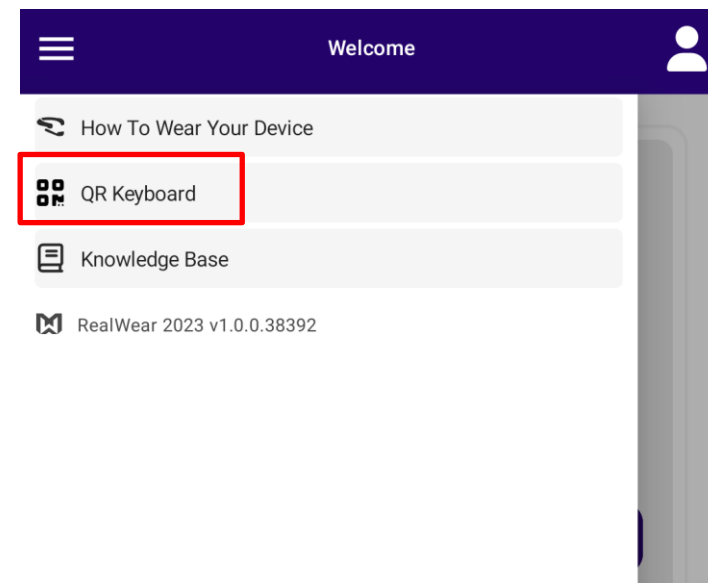 Welcome
How To Wear Your Device
QR Keyboard
Knowledge Base
RealWear 2023 v1.0.0.38392